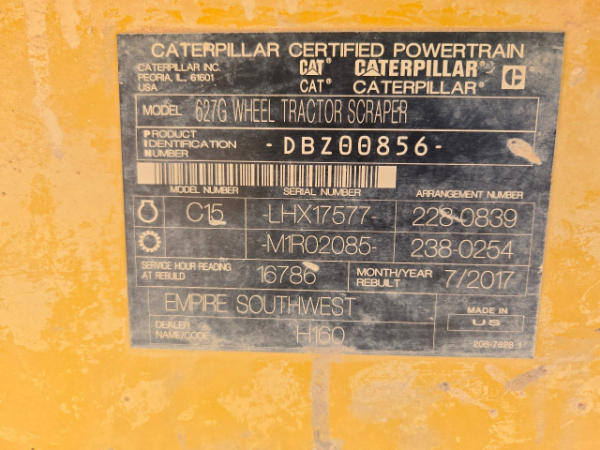 CATERPILLAR CERTIFIED POWERTRAIN
CATERPILLAR INC.
PEORIA, IL, 61601
USA
CAT® CATERPILLAR®
CAT® CATERPILLAR®
MODEL 627G WHEEL TRACTOR SCRAPER
PRODUCT IDENTIFICATION NUMBER -DBZ00856-
MODEL NUMBER SERIAL NUMBER ARRANGEMENT NUMBER
C15 -LHX17577- 228-0839
-M1R02085- 238-0254
SERVICE HOUR READING AT REBUILD 16786 MONTH/YEAR REBUILT 7/2017
EMPIRE SOUTHWEST
DEALER NAME/CODE H160
MADE IN
US